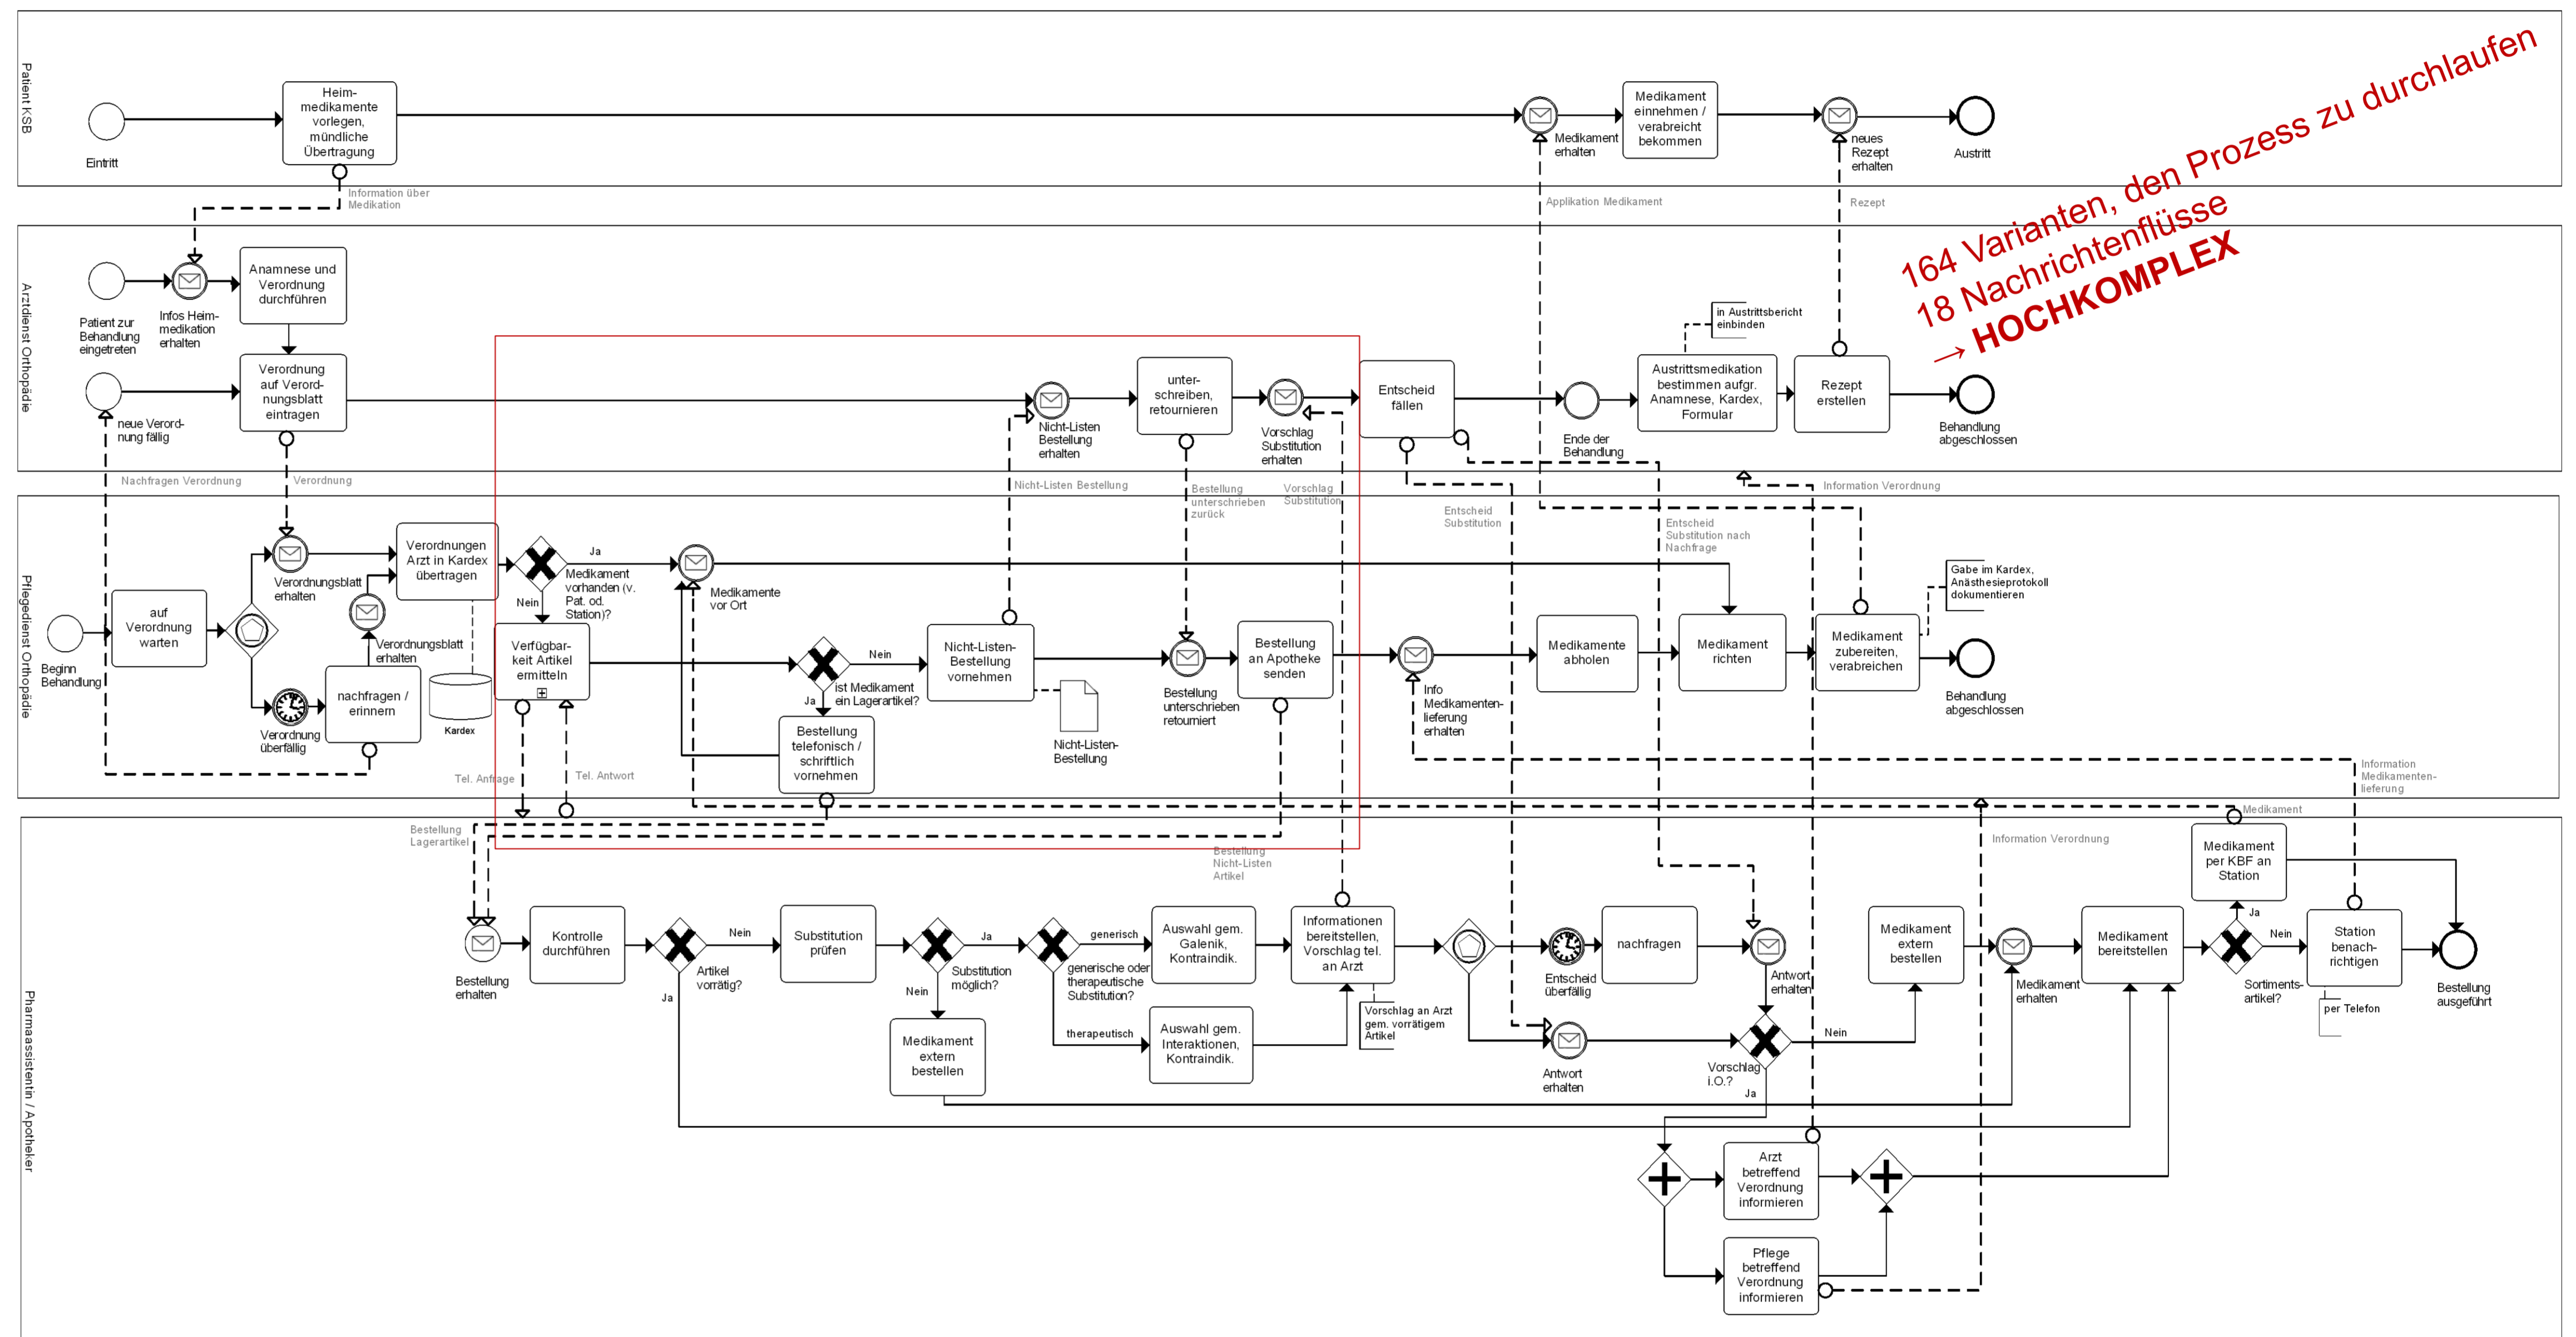 Patient KSB
Eintritt
Heim-
medikamente
vorlegen,
mündliche
Übertragung
Information über
Medikation
Medikament
erhalten
Medikament
einnehmen /
verabreicht
bekommen
neues
Rezept
erhalten
Austritt
Applikation Medikament
Rezept
164 Varianten, den Prozess zu durchlaufen
18 Nachrichtenflüsse
→ HOCHKOMPLEX
Arztdienst Orthopädie
Patient zur
Behandlung
eingetreten
Infos Heim-
medikation
erhalten
Anamnese und
Verordnung
durchführen
neue Verord-
nung fällig
Verordnung
auf Verord-
nungsblatt
eintragen
Nicht-Listen
Bestellung
erhalten
unter-
schreiben,
retournieren
Vorschlag
Substitution
erhalten
Entscheid
fällen
Ende der
Behandlung
in Austrittsbericht
einbinden
Austrittsmedikation
bestimmen aufgr.
Anamnese, Kardex,
Formular
Rezept
erstellen
Behandlung
abgeschlossen
Nachfragen Verordnung
Verordnung
Nicht-Listen Bestellung
Bestellung
unterschrieben
zurück
Vorschlag
Substitution
Entscheid
Substitution
Entscheid
Substitution nach
Nachfrage
Information Verordnung
Pflegedienst Orthopädie
Beginn
Behandlung
auf
Verordnung
warten
Verordnungsblatt
erhalten
Verordnung
überfällig
Verordnungsblatt
erhalten
nachfragen /
erinnern
Verordnungen
Arzt in Kardex
übertragen
Kardex
Ja
Medikament
vorhanden (v.
Pat. od.
Station)?
Nein
Verfügbar-
keit Artikel
ermitteln
Medikamente
vor Ort
Nein
ist Medikament
ein Lagerartikel?
Ja
Bestellung
telefonisch /
schriftlich
vornehmen
Nicht-Listen-
Bestellung
vornehmen
Nicht-Listen-
Bestellung
Bestellung
unterschrieben
retourniert
Bestellung
an Apotheke
senden
Info
Medikamenten-
lieferung
erhalten
Medikamente
abholen
Medikament
richten
Medikament
zubereiten,
verabreichen
Gabe im Kardex,
Anästhesieprotokoll
dokumentieren
Behandlung
abgeschlossen
Tel. Anfrage
Tel. Antwort
Information
Medikamenten-
lieferung
Medikament
Bestellung
Lagerartikel
Bestellung
Nicht-Listen
Artikel
Information Verordnung
Pharmaassistentin / Apotheker
Bestellung
erhalten
Kontrolle
durchführen
Nein
Artikel
vorrätig?
Ja
Substitution
prüfen
Ja
Substitution
möglich?
Nein
Medikament
extern
bestellen
generisch
generische oder
therapeutische
Substitution?
therapeutisch
Auswahl gem.
Galenik,
Kontraindik.
Auswahl gem.
Interaktionen,
Kontraindik.
Informationen
bereitstellen,
Vorschlag tel.
an Arzt
Vorschlag an Arzt
gem. vorrätigem
Artikel
Entscheid
überfällig
nachfragen
Antwort
erhalten
Antwort
erhalten
Vorschlag
i.O.?
Nein
Ja
Medikament
extern
bestellen
Medikament
erhalten
Medikament
bereitstellen
Medikament
per KBF an
Station
Ja
Nein
Sortiments-
artikel?
Station
benach-
richtigen
per Telefon
Bestellung
ausgeführt
Arzt
betreffend
Verordnung
informieren
Pflege
betreffend
Verordnung
informieren